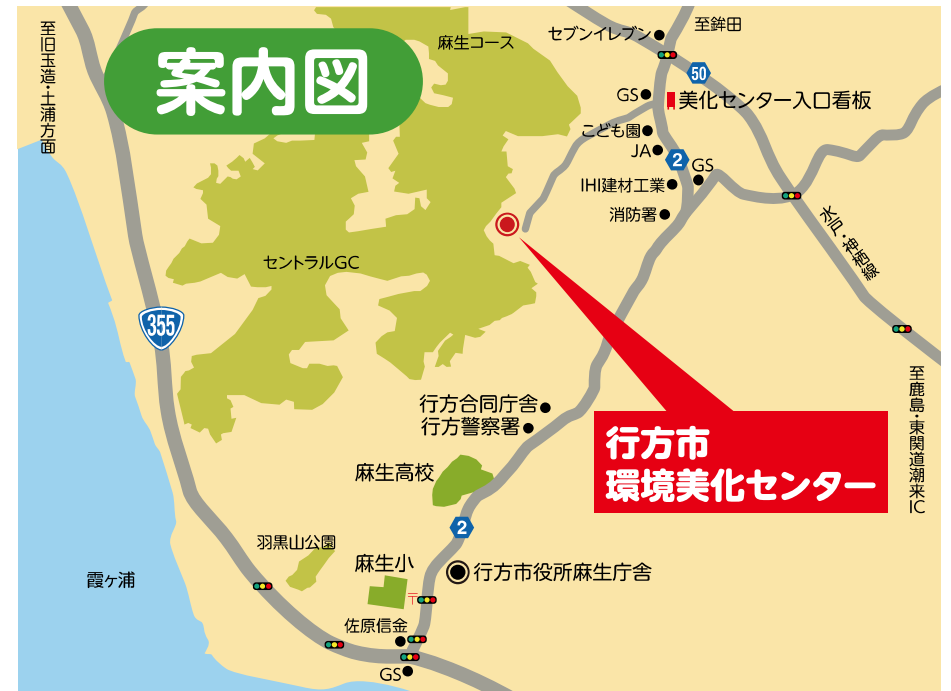 案内図
至旧玉造・土浦方面
麻生コース
セブンイレブン
至鉾田
50
GS
美化センター入口看板
こども園
JA
2
GS
IHI建材工業
消防署
水戸・神栖線
セントラルGC
355
至鹿島・東関道潮来IC
行方合同庁舎
行方警察署
行方市
環境美化センター
麻生高校
2
羽黒山公園
麻生小
〒
行方市役所麻生庁舎
霞ヶ浦
佐原信金
GS